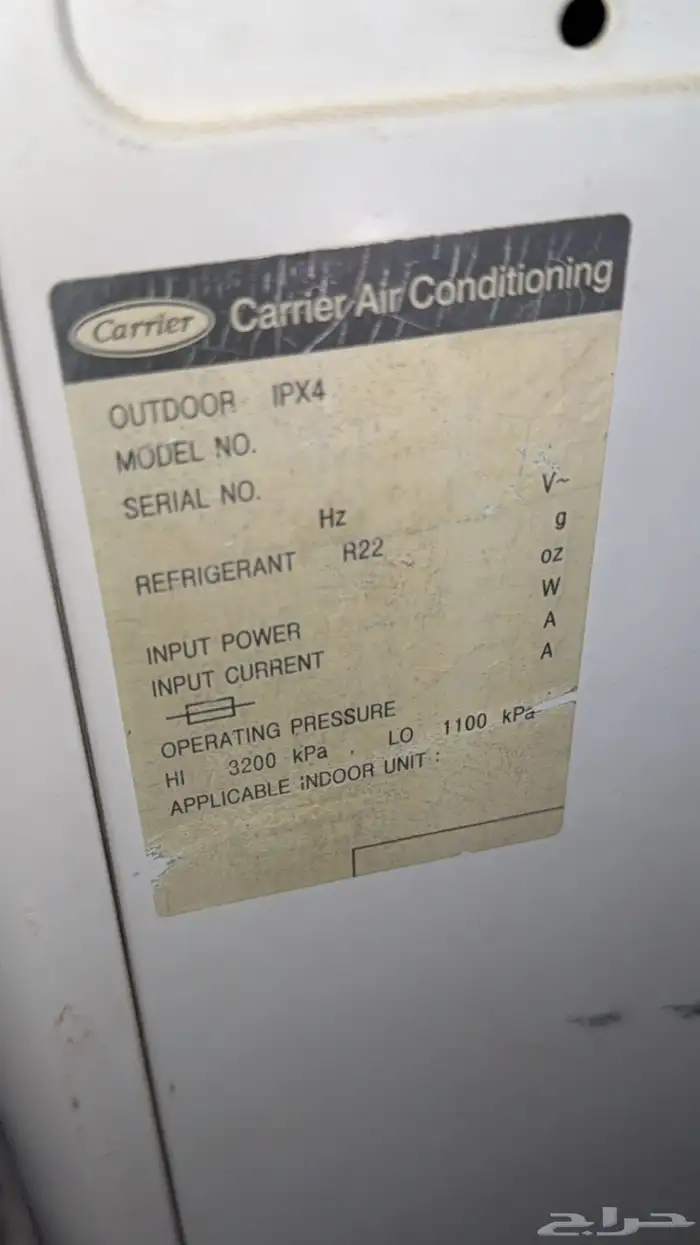 Carrier Carrier Air Conditioning
OUTDOOR IPX4
MODEL NO.
SERIAL NO.
V~
Hz
g
REFRIGERANT R22
oz
W
INPUT POWER
A
INPUT CURRENT
A
OPERATING PRESSURE
HI 3200 kPa , LO 1100 kPa
APPLICABLE INDOOR UNIT :
حراج